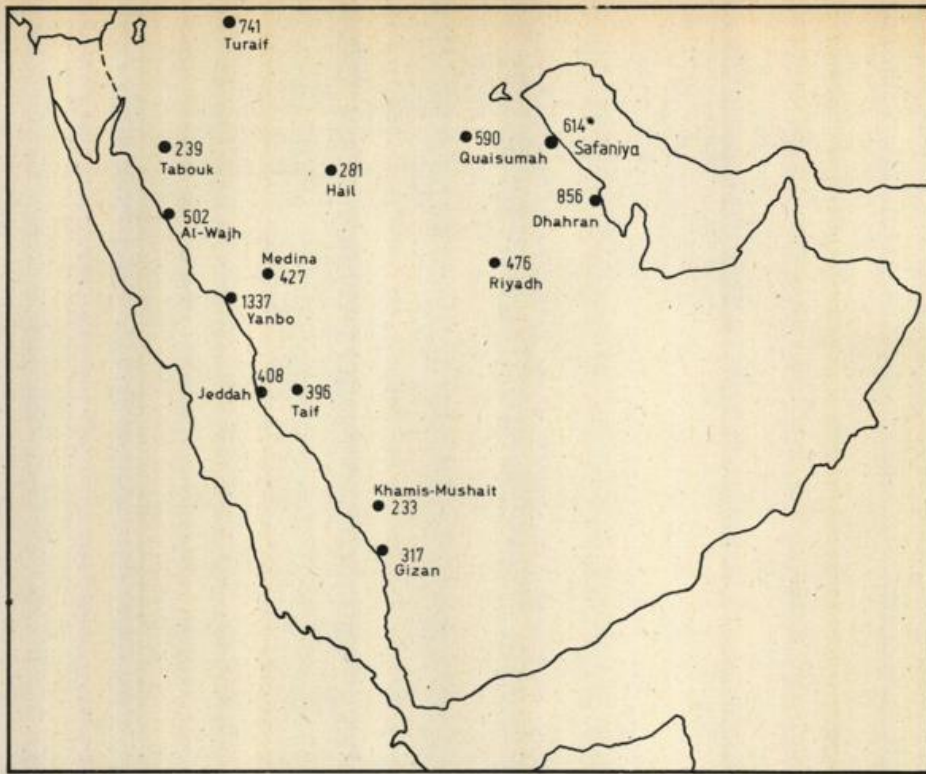 741
Turaif
239
Tabouk
281
Hail
590
Quaisumah
614*
Safaniya
856
Dhahran
502
Al-Wajh
Medina
427
476
Riyadh
1337
Yanbo
408
Jeddah
396
Taif
Khamis-Mushait
233
317
Gizan